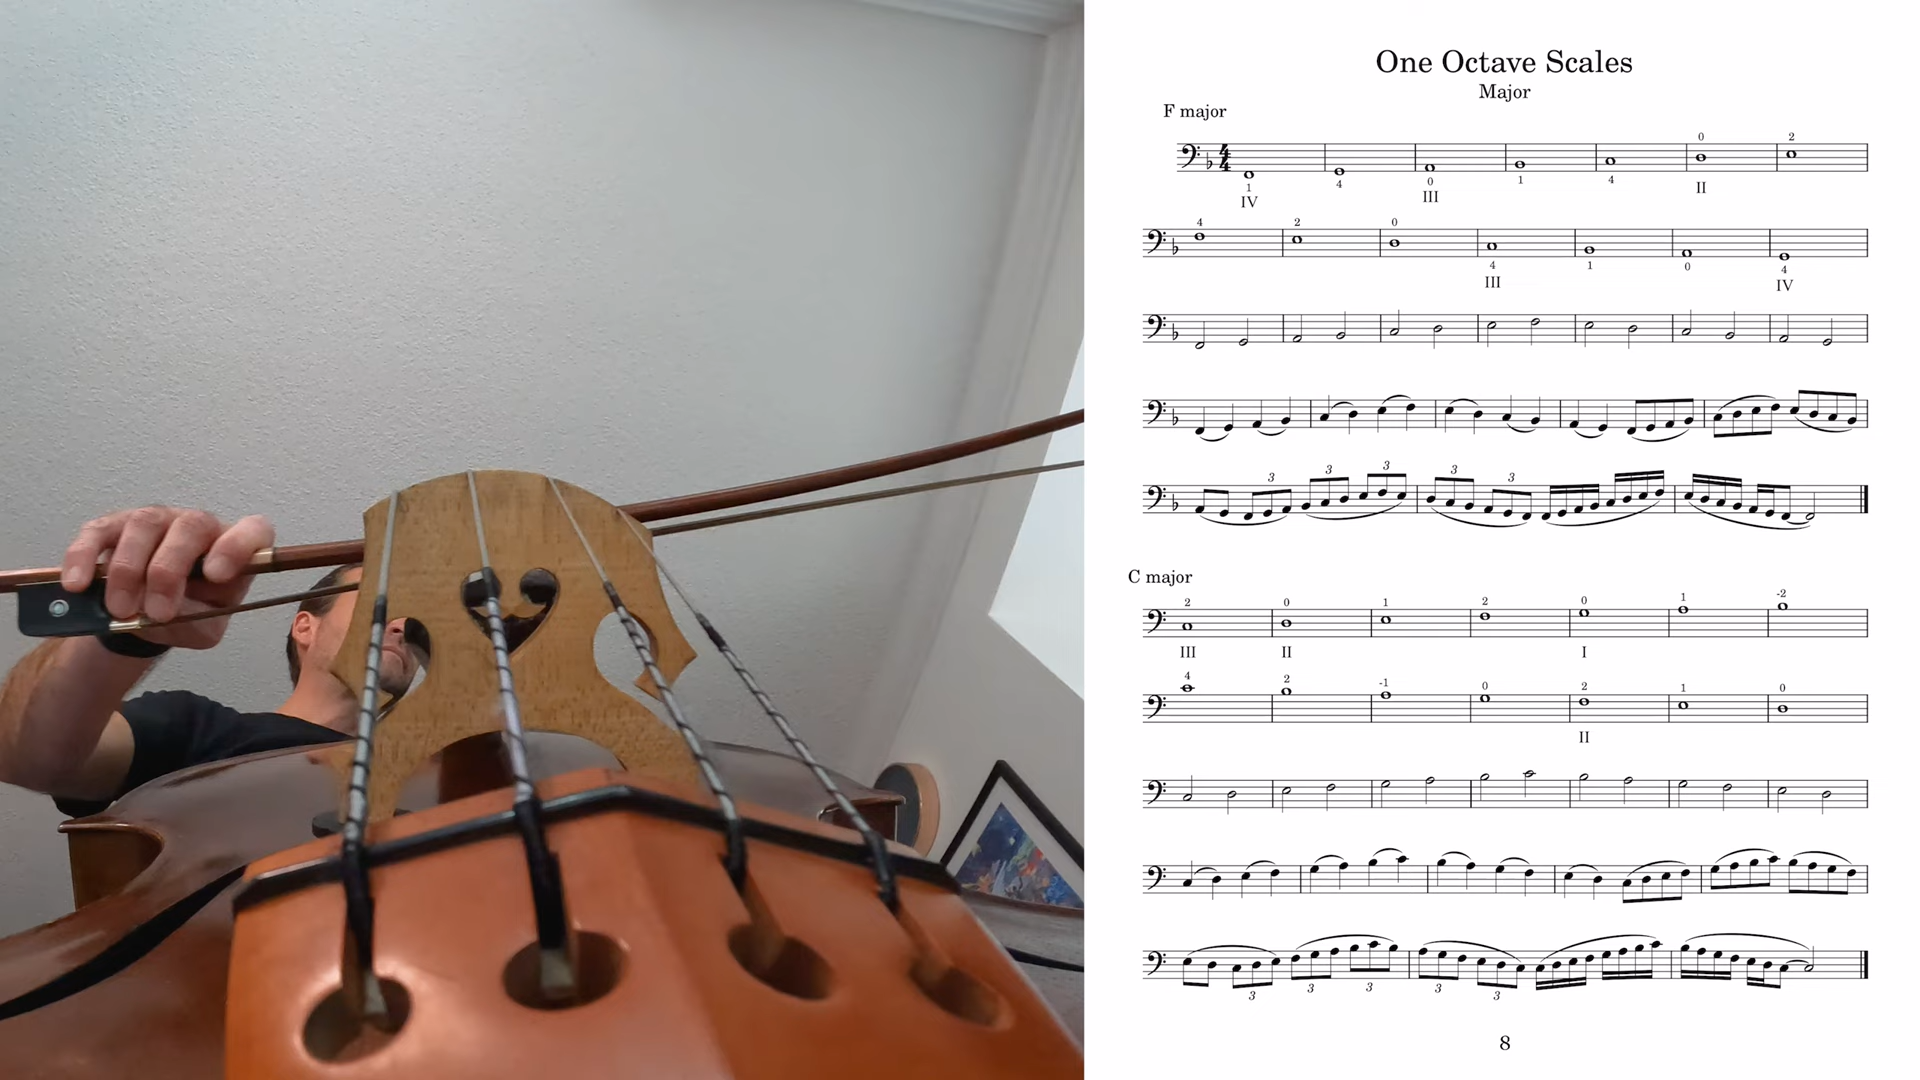 One Octave Scales
Major
F major
0 2
1 4 0 1 4
IV III II
4 2 0
4 1 0 4
III IV
3 3 3 3 3
C major
2 0 1 2 0 1 -2
III II I
4 2 -1 0 2 1 0
II
3 3 3 3 3
8